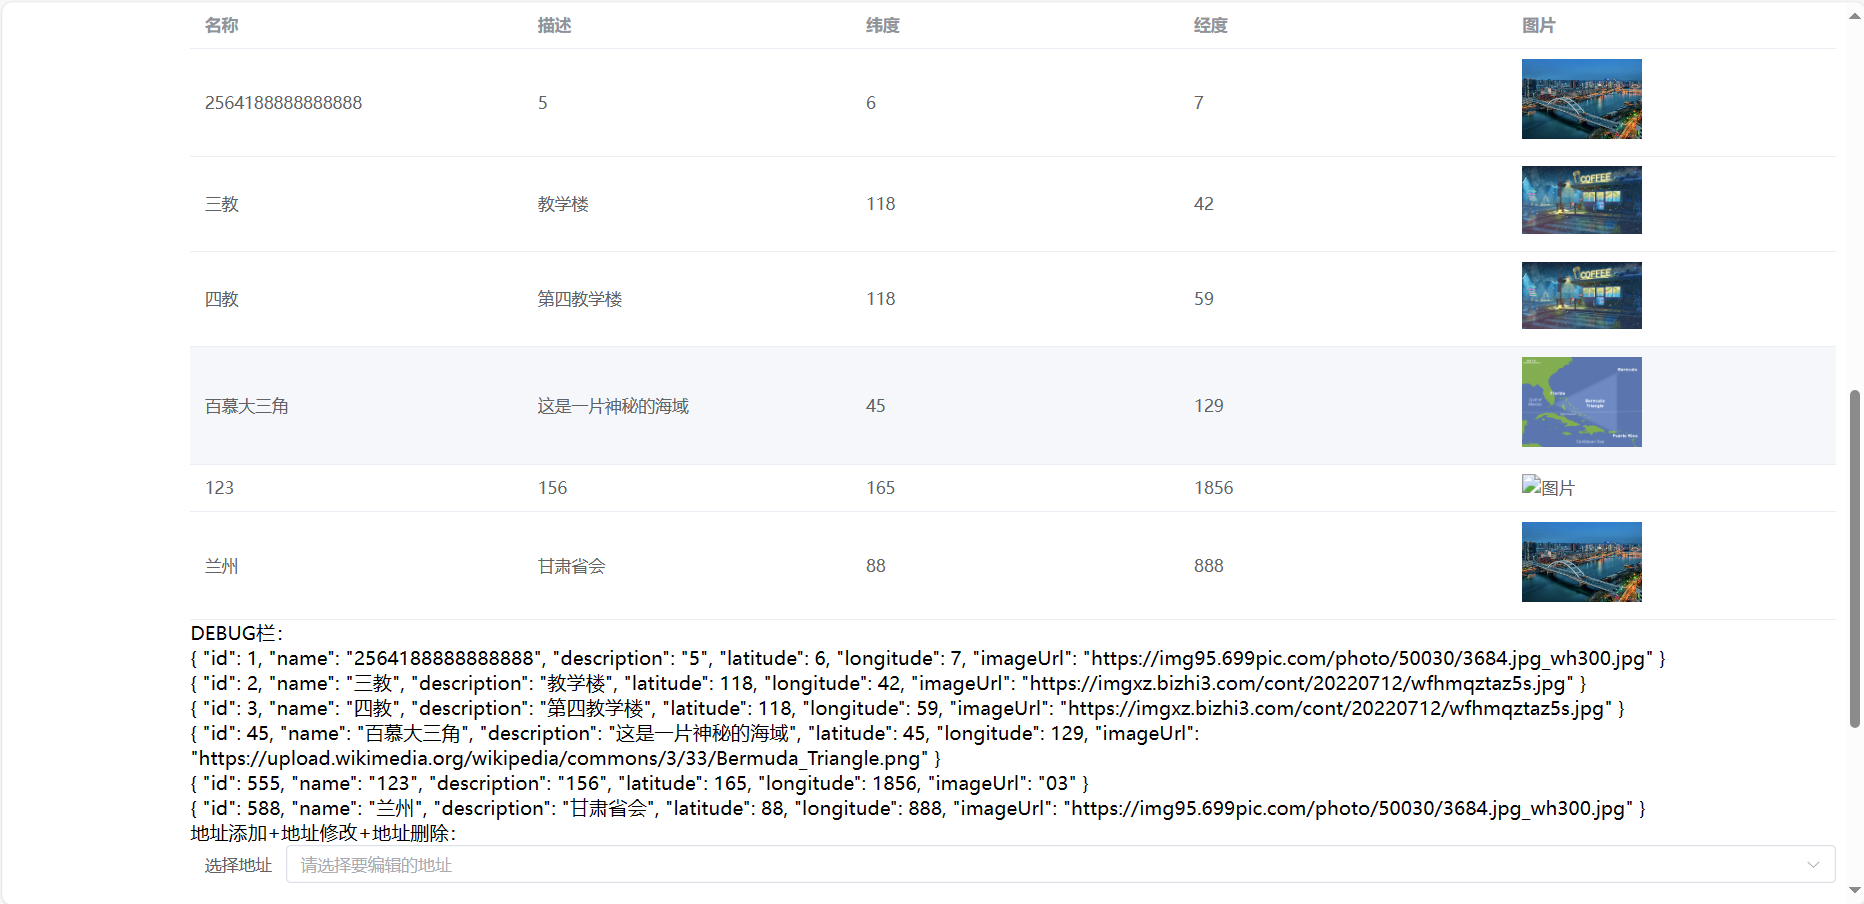 名称 描述 纬度 经度 图片
2564188888888888 5 6 7
COFFEE
三教 教学楼 118 42
COFFEE
四教 第四教学楼 118 59
Bermuda
Florida
Bermuda
Triangle
百慕大三角 这是一片神秘的海域 45 129
Puerto Rico
123 156 165 1856 图片
兰州 甘肃省会 88 888
DEBUG栏：
{ "id": 1, "name": "2564188888888888", "description": "5", "latitude": 6, "longitude": 7, "imageUrl": "https://img95.699pic.com/photo/50030/3684.jpg_wh300.jpg" }
{ "id": 2, "name": "三教", "description": "教学楼", "latitude": 118, "longitude": 42, "imageUrl": "https://imgxz.bizhi3.com/cont/20220712/wfhmqztaz5s.jpg" }
{ "id": 3, "name": "四教", "description": "第四教学楼", "latitude": 118, "longitude": 59, "imageUrl": "https://imgxz.bizhi3.com/cont/20220712/wfhmqztaz5s.jpg" }
{ "id": 45, "name": "百慕大三角", "description": "这是一片神秘的海域", "latitude": 45, "longitude": 129, "imageUrl":
"https://upload.wikimedia.org/wikipedia/commons/3/33/Bermuda_Triangle.png" }
{ "id": 555, "name": "123", "description": "156", "latitude": 165, "longitude": 1856, "imageUrl": "03" }
{ "id": 588, "name": "兰州", "description": "甘肃省会", "latitude": 88, "longitude": 888, "imageUrl": "https://img95.699pic.com/photo/50030/3684.jpg_wh300.jpg" }
地址添加+地址修改+地址删除：
选择地址 请选择要编辑的地址